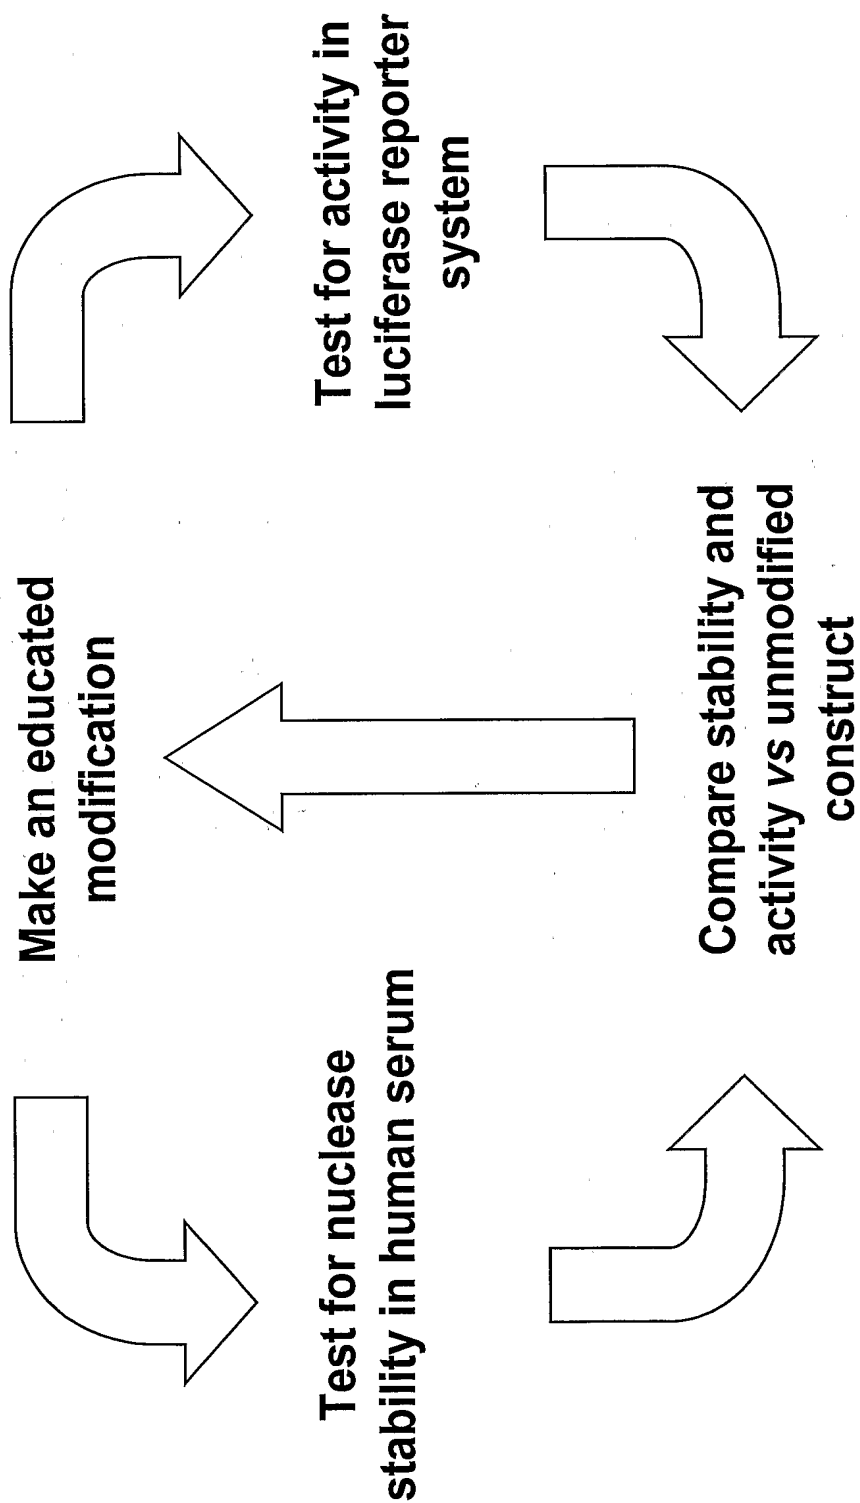 Make an educated
modification
Test for nuclease
stability in human serum
Test for activity in
luciferase reporter
system
Compare stability and
activity vs unmodified
construct